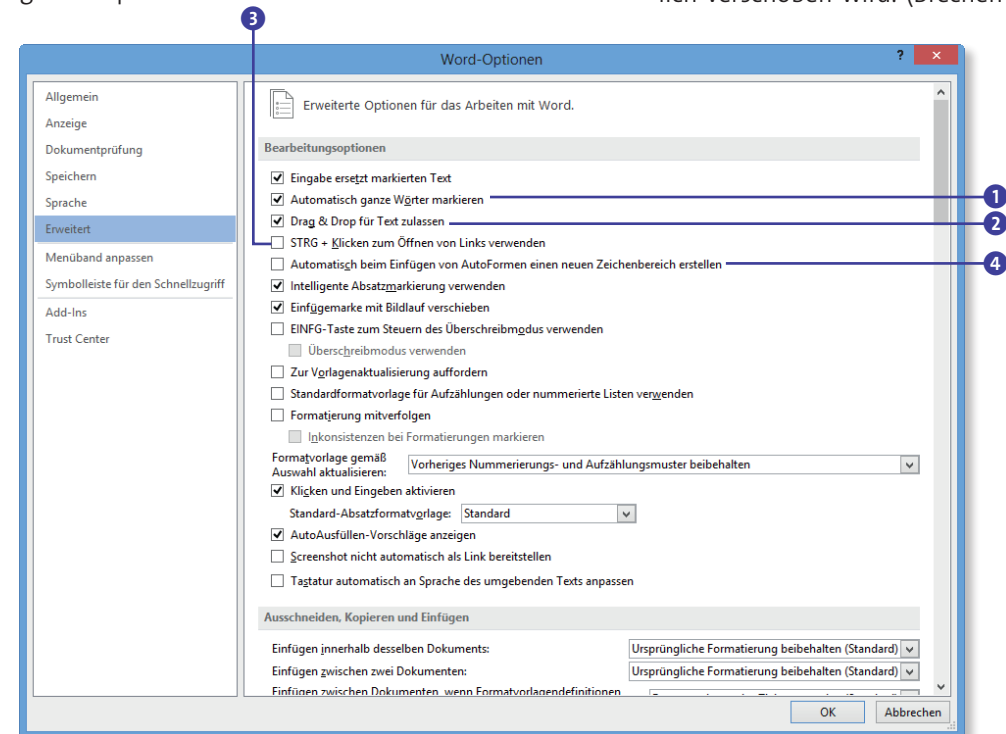 lich verschoben wird. (Brechen
3
Word-Optionen
?
×
Allgemein
Anzeige
Dokumentprüfung
Speichern
Sprache
Erweitert
Menüband anpassen
Symbolleiste für den Schnellzugriff
Add-Ins
Trust Center
Erweiterte Optionen für das Arbeiten mit Word.
Bearbeitungsoptionen
Eingabe ersetzt markierten Text
Automatisch ganze Wörter markieren
1
Drag & Drop für Text zulassen
2
STRG + Klicken zum Öffnen von Links verwenden
Automatisch beim Einfügen von AutoFormen einen neuen Zeichenbereich erstellen
4
Intelligente Absatzmarkierung verwenden
Einfügemarke mit Bildlauf verschieben
EINFG-Taste zum Steuern des Überschreibmodus verwenden
Überschreibmodus verwenden
Zur Vorlagenaktualisierung auffordern
Standardformatvorlage für Aufzählungen oder nummerierte Listen verwenden
Formatierung mitverfolgen
Inkonsistenzen bei Formatierungen markieren
Formatvorlage gemäß
Auswahl aktualisieren:
Vorheriges Nummerierungs- und Aufzählungsmuster beibehalten
Klicken und Eingeben aktivieren
Standard-Absatzformatvorlage: Standard
AutoAusfüllen-Vorschläge anzeigen
Screenshot nicht automatisch als Link bereitstellen
Tastatur automatisch an Sprache des umgebenden Texts anpassen
Ausschneiden, Kopieren und Einfügen
Einfügen innerhalb desselben Dokuments: Ursprüngliche Formatierung beibehalten (Standard)
Einfügen zwischen zwei Dokumenten: Ursprüngliche Formatierung beibehalten (Standard)
Einfügen zwischen Dokumenten, wenn Formatvorlagendefinitionen
OK
Abbrechen